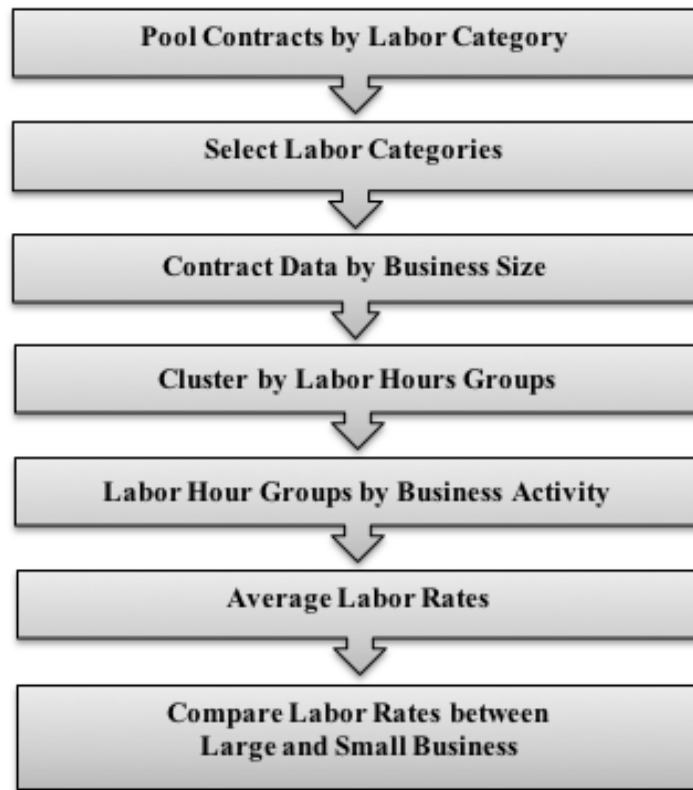 Pool Contracts by Labor Category
Select Labor Categories
Contract Data by Business Size
Cluster by Labor Hours Groups
Labor Hour Groups by Business Activity
Average Labor Rates
Compare Labor Rates between
Large and Small Business